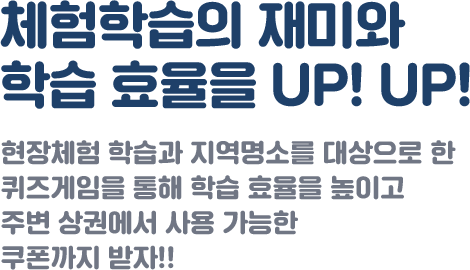 체험학습의 재미와
학습 효율을 UP! UP!
현장체험 학습과 지역명소를 대상으로 한
퀴즈게임을 통해 학습 효율을 높이고
주변 상권에서 사용 가능한
쿠폰까지 받자!!